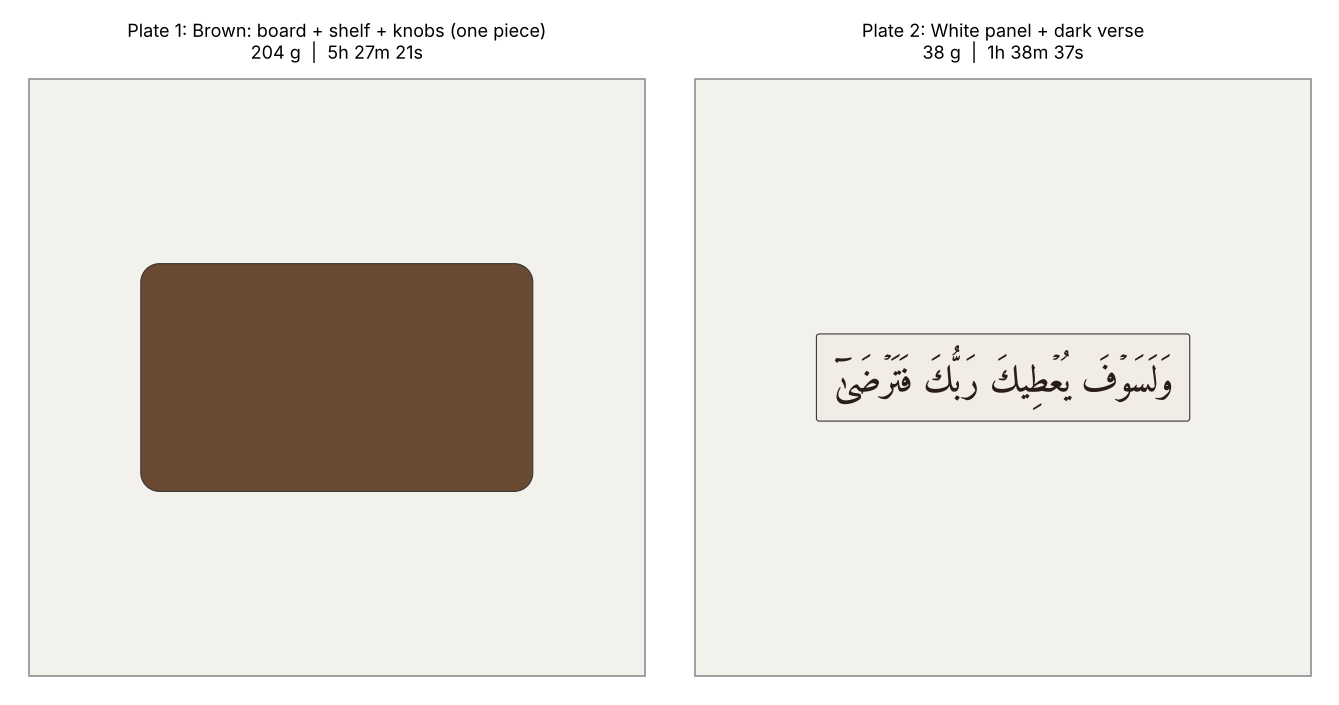 Plate 1: Brown: board + shelf + knobs (one piece)
204 g | 5h 27m 21s
Plate 2: White panel + dark verse
38 g | 1h 38m 37s
وَلَسَوۡفَ يُعۡطِيكَ رَبُّكَ فَتَرۡضَىٰٓ